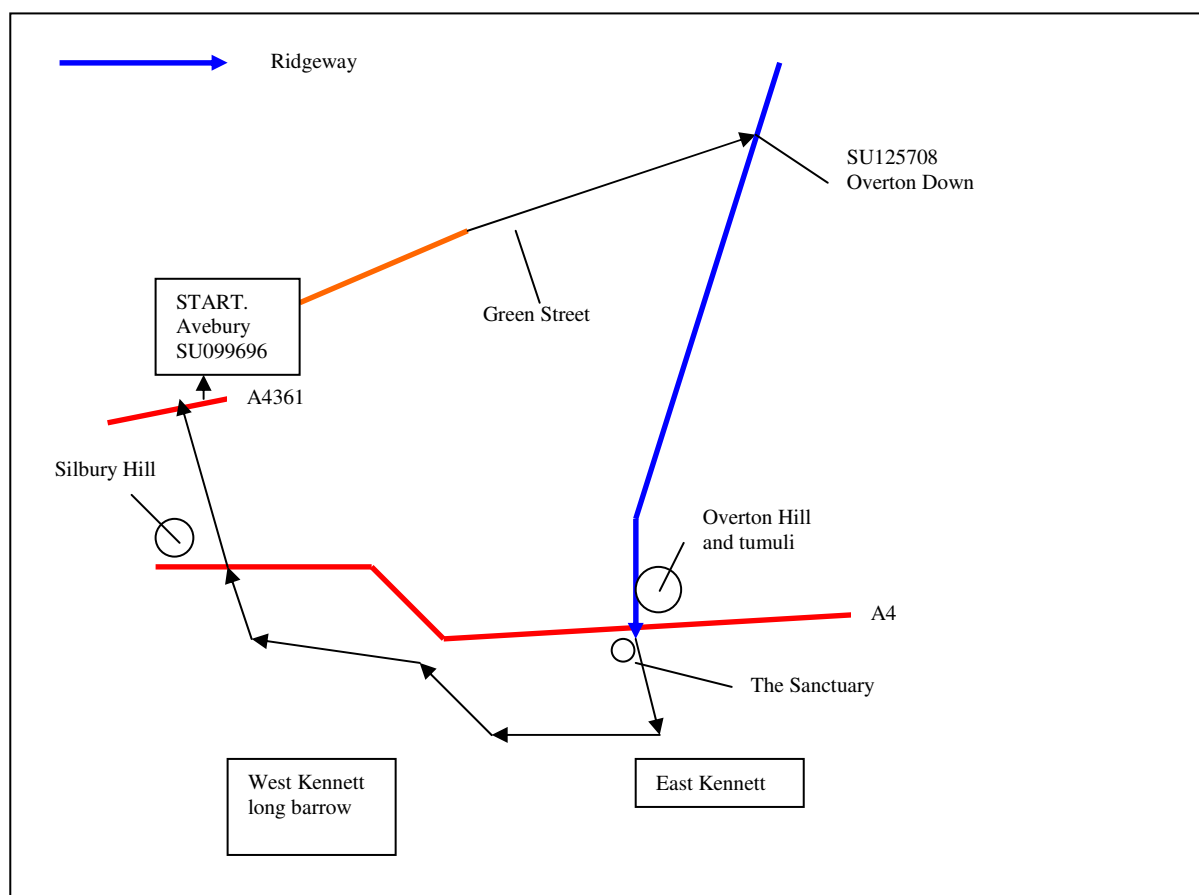 Ridgeway
SU125708
Overton Down
START.
Avebury
SU099696
Green Street
A4361
Silbury Hill
Overton Hill
and tumuli
A4
The Sanctuary
West Kennett
long barrow
East Kennett